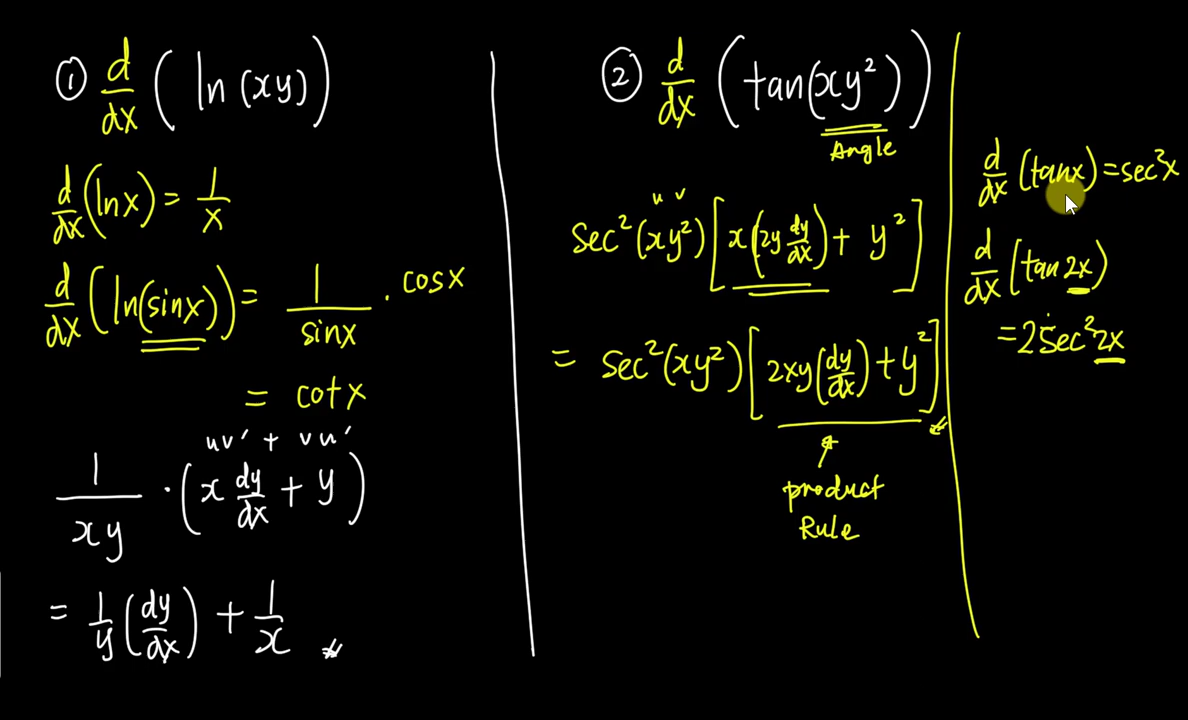 ① d/dx (ln(xy))
d/dx (ln x) = 1/x
d/dx (ln(sin x)) = 1/sin x · cos x
= cot x
uv' + vu'
1/xy · (x dy/dx + y)
= 1/y (dy/dx) + 1/x
② d/dx (tan(xy²))
Angle
u v
sec²(xy²) [x(2y dy/dx) + y²]
= sec²(xy²) [2xy(dy/dx) + y²]
product
Rule
d/dx (tan x) = sec²x
d/dx (tan 2x)
= 2 sec² 2x